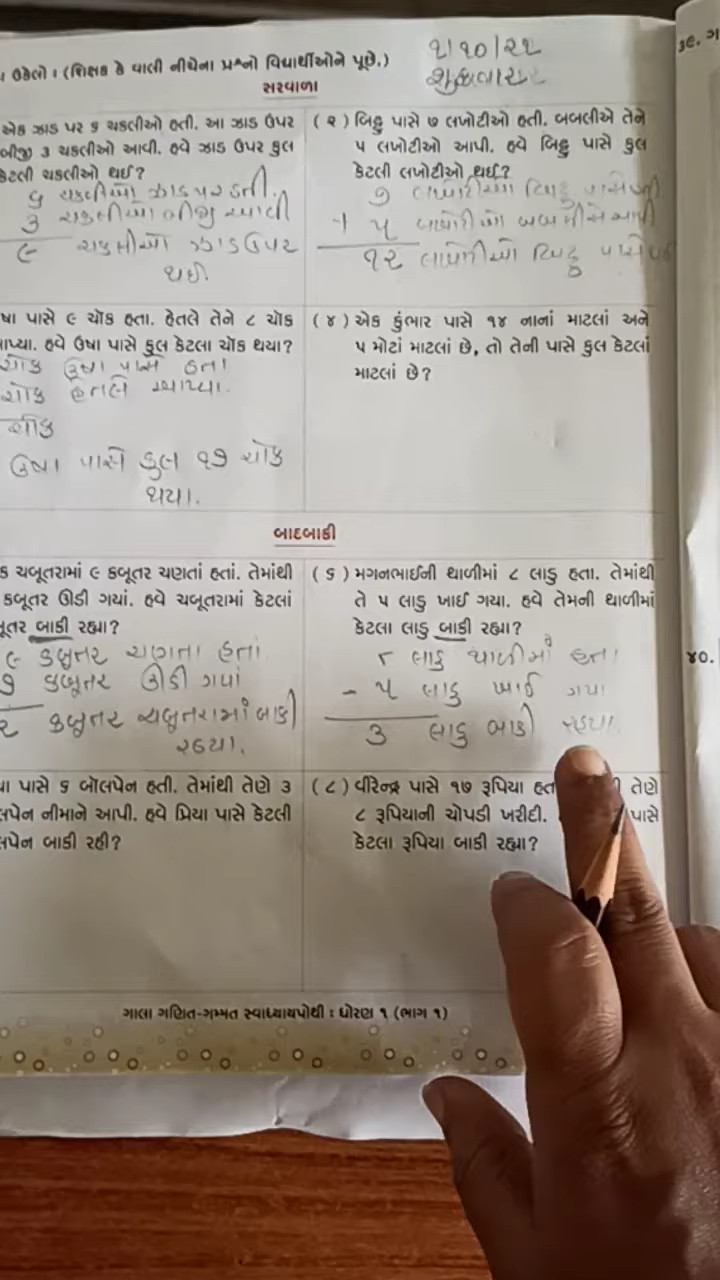 ઉકેલો : (શિક્ષક કે વાલી નીચેના પ્રશ્નો વિદ્યાર્થીઓને પૂછે.)
૧/૧૦/૨૧
શુક્રવાર
સરવાળા
એક ઝાડ પર ૬ ચકલીઓ હતી. આ ઝાડ ઉપર
બીજી ૩ ચકલીઓ આવી. હવે ઝાડ ઉપર કુલ
કેટલી ચકલીઓ થઈ?
૬ ચકલીઓ ઝાડ પર હતી.
૩ ચકલીઓ બીજી આવી
૯ ચકલીઓ ઝાડ ઉપર
થઈ.
(૨) બિટ્ટુ પાસે ૭ લખોટીઓ હતી. બબલીએ તેને
૫ લખોટીઓ આપી. હવે બિટ્ટુ પાસે કુલ
કેટલી લખોટીઓ થઈ?
૭ લખોટીઓ બિટ્ટુ પાસે
+ ૫ લખોટીઓ બબલીએ આપી
૧૨ લખોટીઓ બિટ્ટુ પાસે
ષા પાસે ૯ ચૉક હતા. હેતલે તેને ૮ ચૉક
આપ્યા. હવે ઉષા પાસે કુલ કેટલા ચૉક થયા?
ચોક ઉષા પાસે હતા
ચોક હેતલે આપ્યા.
ચોક
ઉષા પાસે કુલ ૧૭ ચોક
થયા.
(૪) એક કુંભાર પાસે ૧૪ નાનાં માટલાં અને
૫ મોટાં માટલાં છે, તો તેની પાસે કુલ કેટલાં
માટલાં છે?
બાદબાકી
ક ચબૂતરામાં ૯ કબૂતર ચણતાં હતાં. તેમાંથી
કબૂતર ઊડી ગયાં. હવે ચબૂતરામાં કેટલાં
બૂતર બાકી રહ્યા?
૯ કબુતર ચણતા હતાં
૭ કબુતર ઊડી ગયાં
૨ કબૂતર ચબુતરામાં બાકી
રહયા.
(૬) મગનભાઈની થાળીમાં ૮ લાડુ હતા. તેમાંથી
તે ૫ લાડુ ખાઈ ગયા. હવે તેમની થાળીમાં
કેટલા લાડુ બાકી રહ્યા?
૮ લાડુ થાળીમાં હતા
- ૫ લાડુ ખાઈ ગયા
૩ લાડુ બાકી રહયા.
યા પાસે ૬ બૉલપેન હતી. તેમાંથી તેણે ૩
લપેન નીમાને આપી. હવે પ્રિયા પાસે કેટલી
લપેન બાકી રહી?
(૮) વીરેન્દ્ર પાસે ૧૭ રૂપિયા હત તેણે
૮ રૂપિયાની ચોપડી ખરીદી. પાસે
કેટલા રૂપિયા બાકી રહ્યા?
ગાલા ગણિત-ગમ્મત સ્વાધ્યાયપોથી : ધોરણ ૧ (ભાગ ૧)
૩૯. ગ
૪૦.